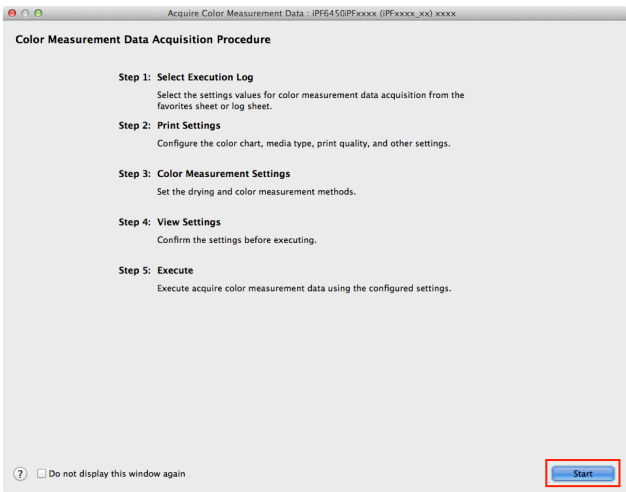 Acquire Color Measurement Data : iPF6450iPFxxxx (iPFxxxx_xx) xxxx
Color Measurement Data Acquisition Procedure
Step 1: Select Execution Log
Select the settings values for color measurement data acquisition from the
favorites sheet or log sheet.
Step 2: Print Settings
Configure the color chart, media type, print quality, and other settings.
Step 3: Color Measurement Settings
Set the drying and color measurement methods.
Step 4: View Settings
Confirm the settings before executing.
Step 5: Execute
Execute acquire color measurement data using the configured settings.
? Do not display this window again
Start